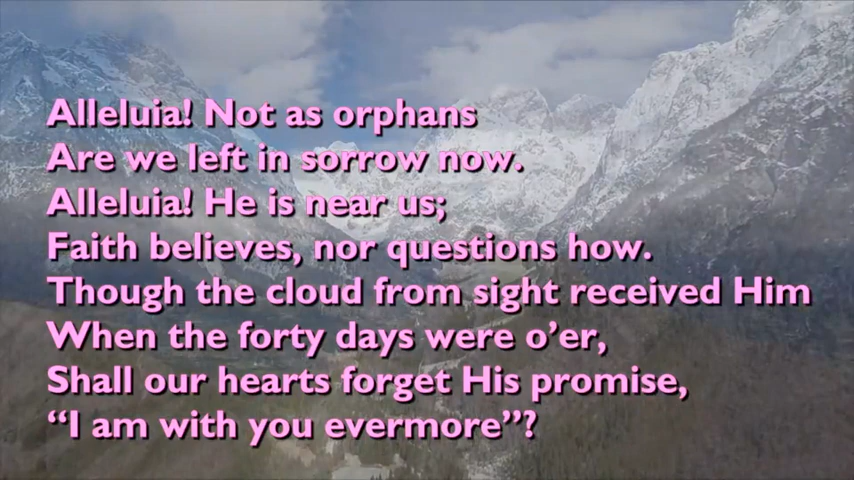 Alleluia! Not as orphans
Are we left in sorrow now.
Alleluia! He is near us;
Faith believes, nor questions how.
Though the cloud from sight received Him
When the forty days were o’er,
Shall our hearts forget His promise,
“I am with you evermore”?